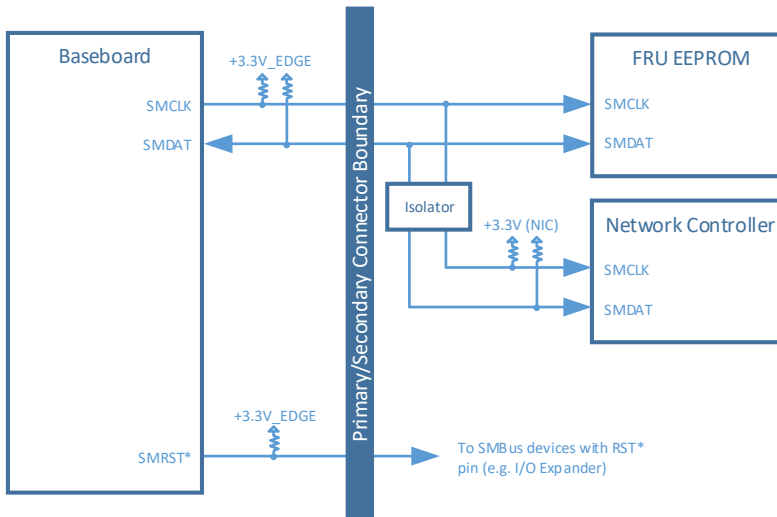 Baseboard
+3.3V_EDGE
SMCLK
SMDAT
+3.3V_EDGE
SMRST*
Primary/Secondary Connector Boundary
FRU EEPROM
SMCLK
SMDAT
Isolator
+3.3V (NIC)
Network Controller
SMCLK
SMDAT
To SMBus devices with RST*
pin (e.g. I/O Expander)